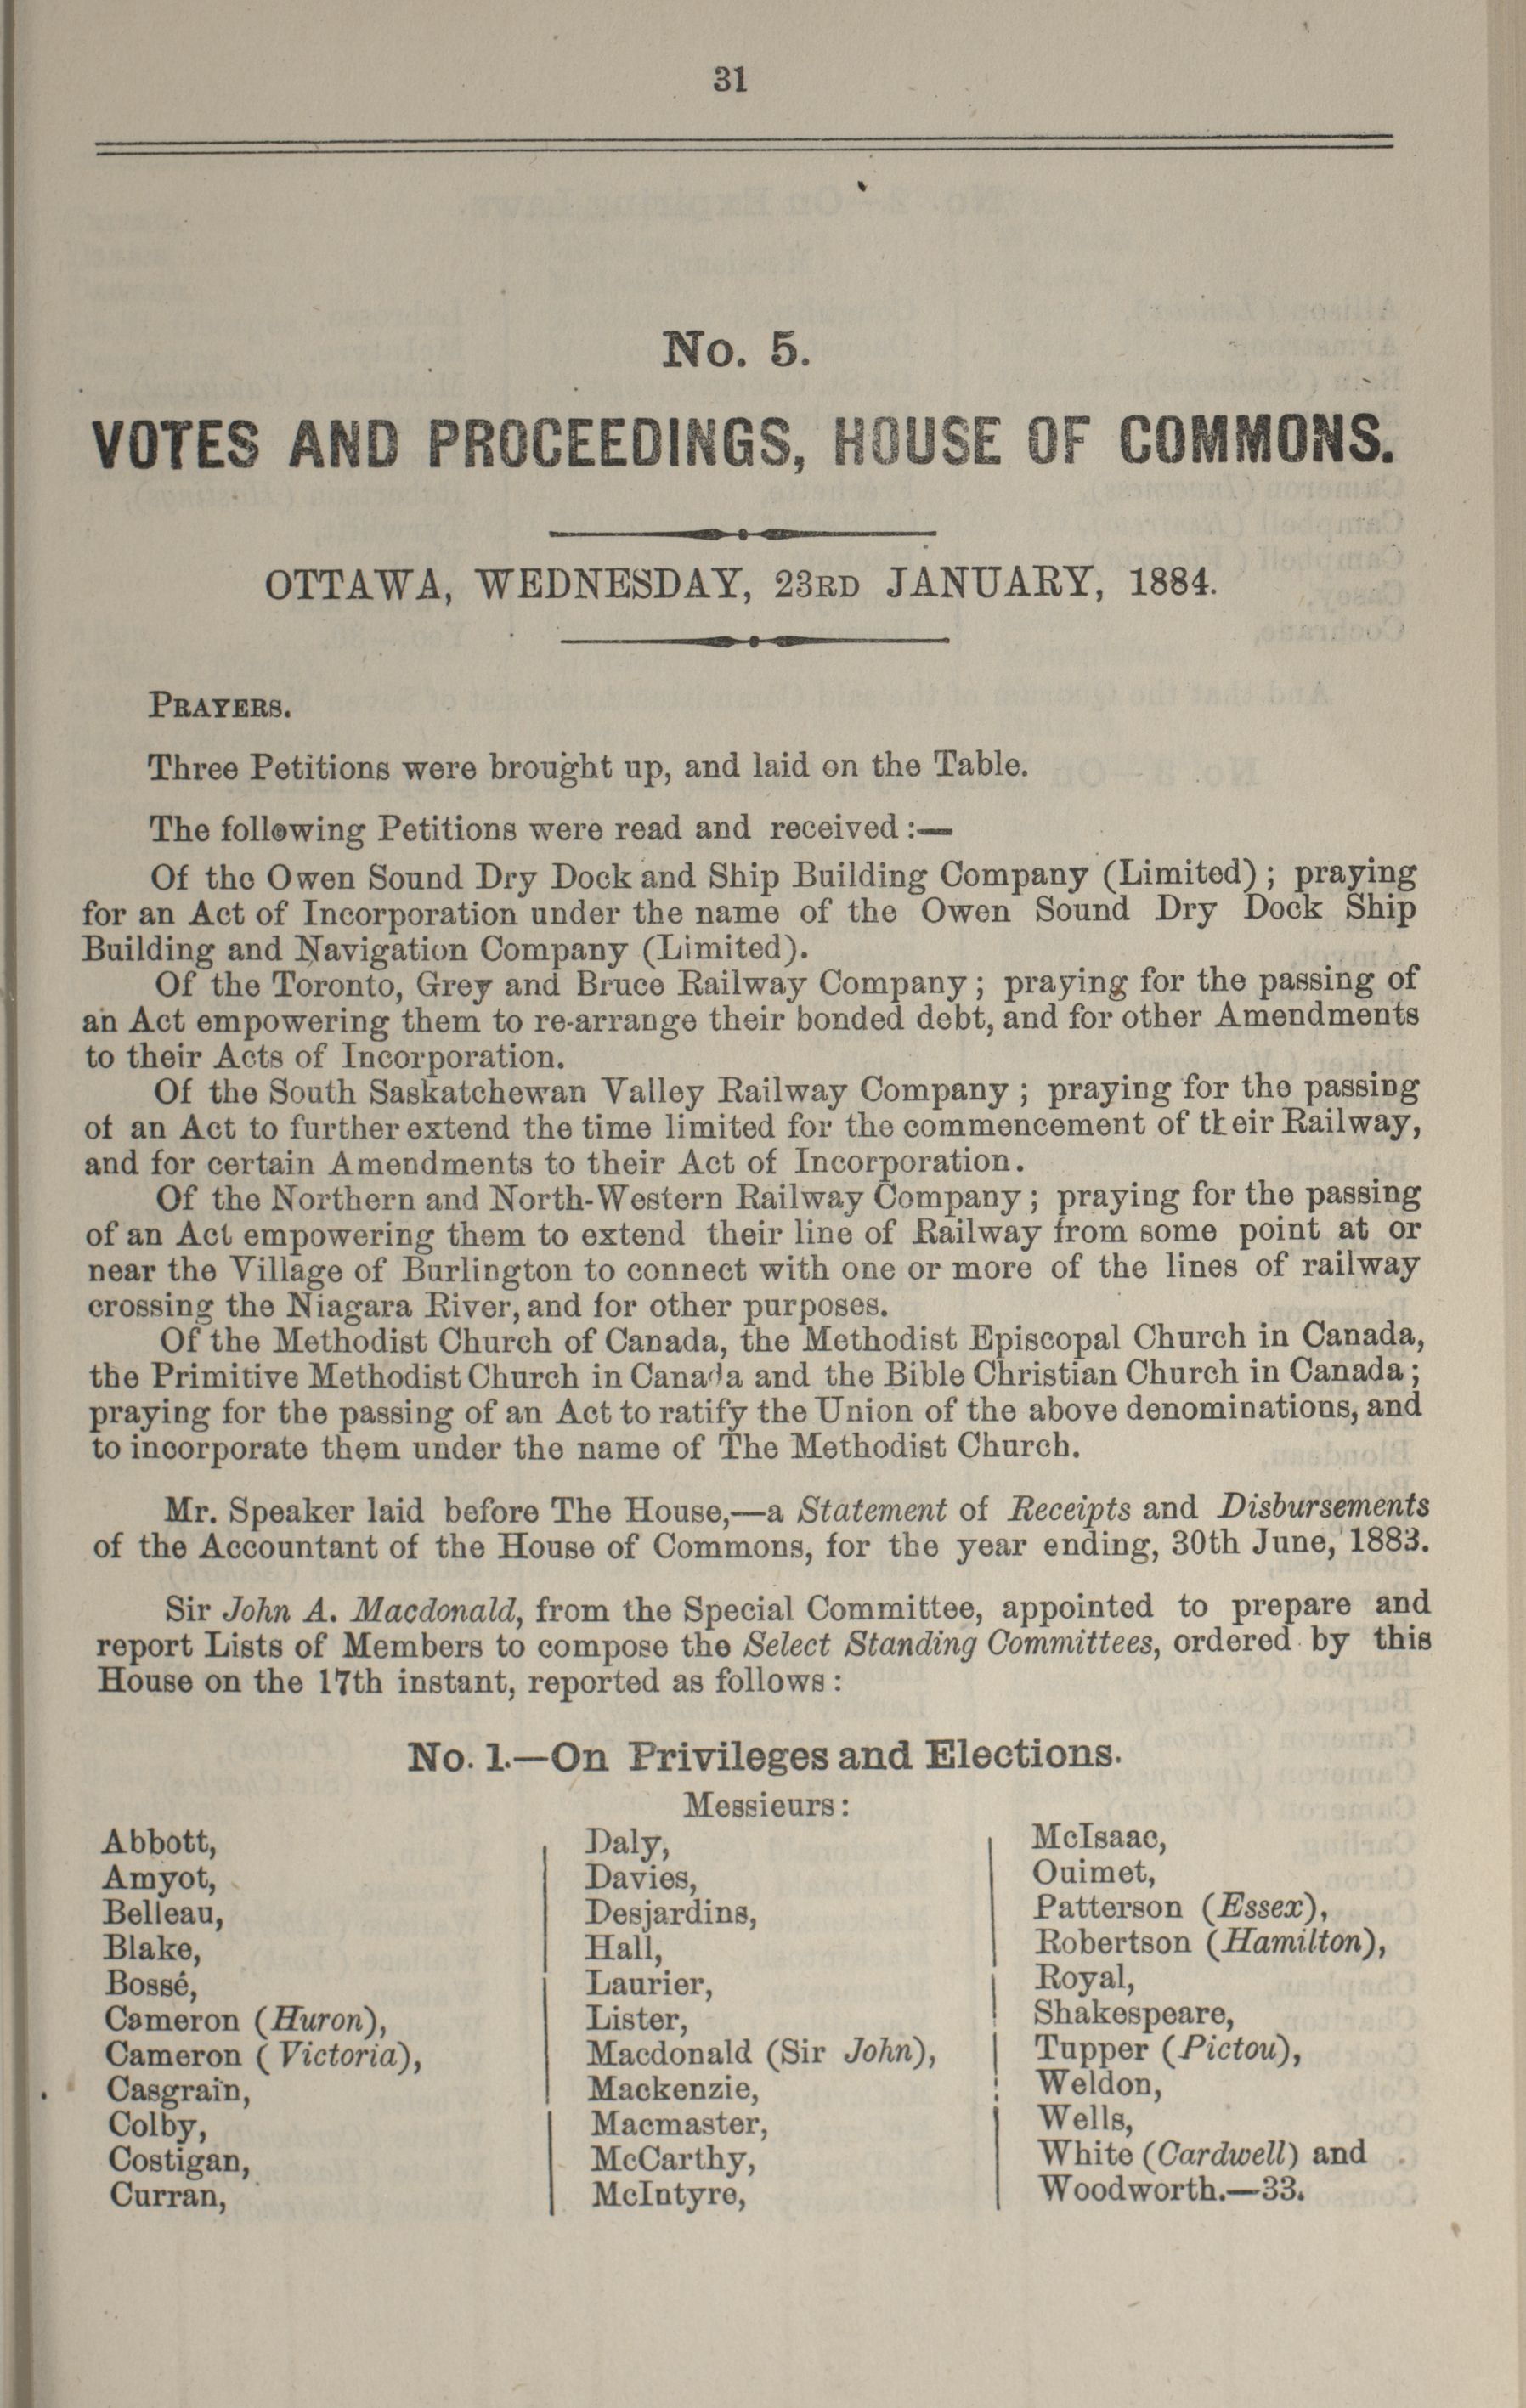 31
No. 5.
VOTES AND PROCEEDINGS, HOUSE OF COMMONS.
OTTAWA, WEDNESDAY, 23RD JANUARY, 1884.
PRAYERS.
Three Petitions were brought up, and laid on the Table.
The following Petitions were read and received :—
Of the Owen Sound Dry Dock and Ship Building Company (Limited) ; praying
for an Act of Incorporation under the name of the Owen Sound Dry Dock Ship
Building and Navigation Company (Limited).
Of the Toronto, Grey and Bruce Railway Company ; praying for the passing of
an Act empowering them to re-arrange their bonded debt, and for other Amendments
to their Acts of Incorporation.
Of the South Saskatchewan Valley Railway Company ; praying for the passing
of an Act to further extend the time limited for the commencement of their Railway,
and for certain Amendments to their Act of Incorporation.
Of the Northern and North-Western Railway Company ; praying for the passing
of an Act empowering them to extend their line of Railway from some point at or
near the Village of Burlington to connect with one or more of the lines of railway
crossing the Niagara River, and for other purposes.
Of the Methodist Church of Canada, the Methodist Episcopal Church in Canada,
the Primitive Methodist Church in Canada and the Bible Christian Church in Canada ;
praying for the passing of an Act to ratify the Union of the above denominations, and
to incorporate them under the name of The Methodist Church.
Mr. Speaker laid before The House,—a Statement of Receipts and Disbursements
of the Accountant of the House of Commons, for the year ending, 30th June, 1883.
Sir John A. Macdonald, from the Special Committee, appointed to prepare and
report Lists of Members to compose the Select Standing Committees, ordered by this
House on the 17th instant, reported as follows :
No. 1.—On Privileges and Elections.
Messieurs :
Abbott,
Amyot,
Belleau,
Blake,
Bossé,
Cameron (Huron),
Cameron (Victoria),
Casgrain,
Colby,
Costigan,
Curran,
Daly,
Davies,
Desjardins,
Hall,
Laurier,
Lister,
Macdonald (Sir John),
Mackenzie,
Macmaster,
McCarthy,
McIntyre,
McIsaac,
Ouimet,
Patterson (Essex),
Robertson (Hamilton),
Royal,
Shakespeare,
Tupper (Pictou),
Weldon,
Wells,
White (Cardwell) and
Woodworth.—33.